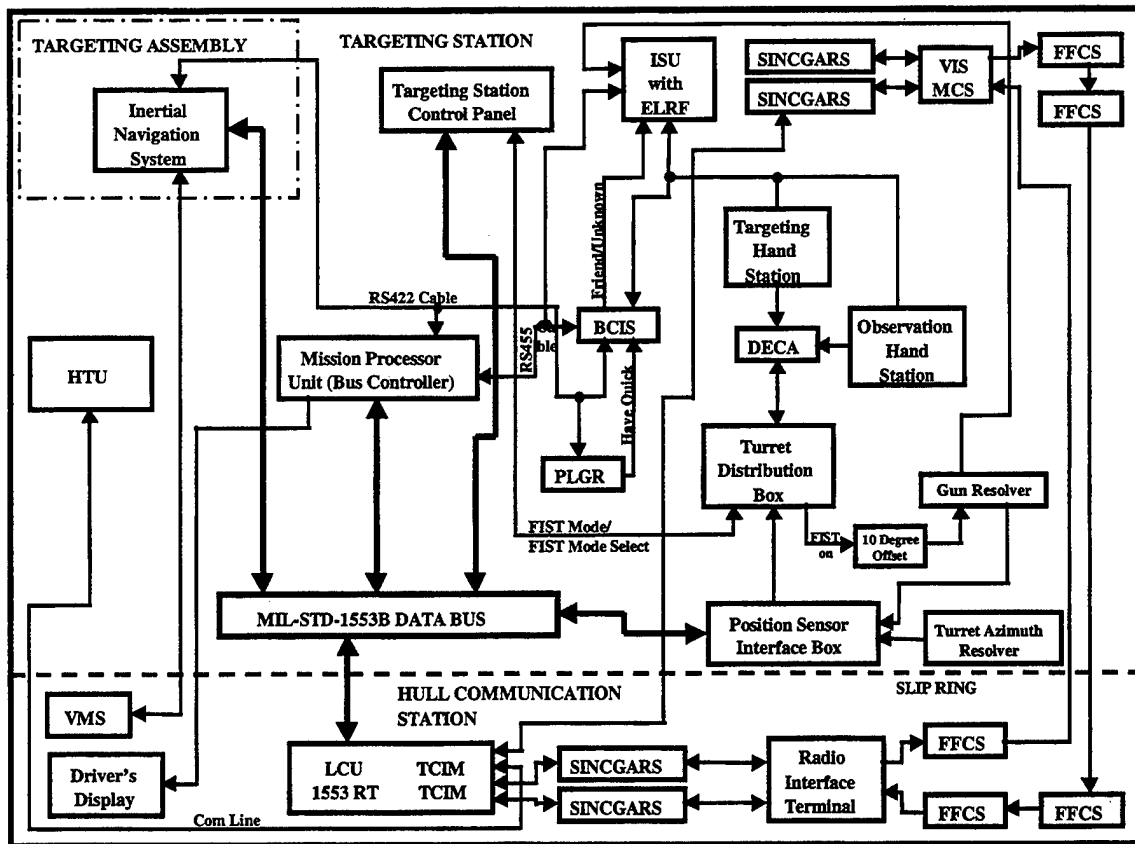 TARGETING ASSEMBLY
TARGETING STATION
Inertial
Navigation
System
Targeting Station
Control Panel
ISU
with
ELRF
SINCGARS
SINCGARS
VIS
MCS
FFCS
FFCS
Friend/Unknown
Targeting
Hand
Station
RS422 Cable
RS455 Cable
BCIS
DECA
Observation
Hand
Station
HTU
Mission Processor
Unit (Bus Controller)
Have Quick
PLGR
Turret
Distribution
Box
Gun Resolver
FIST Mode/
FIST Mode Select
FIST
on
10 Degree
Offset
MIL-STD-1553B DATA BUS
Position Sensor
Interface Box
Turret Azimuth
Resolver
HULL COMMUNICATION
STATION
SLIP RING
VMS
LCU TCIM
1553 RT TCIM
SINCGARS
SINCGARS
Radio
Interface
Terminal
FFCS
FFCS
FFCS
Driver's
Display
Com Line